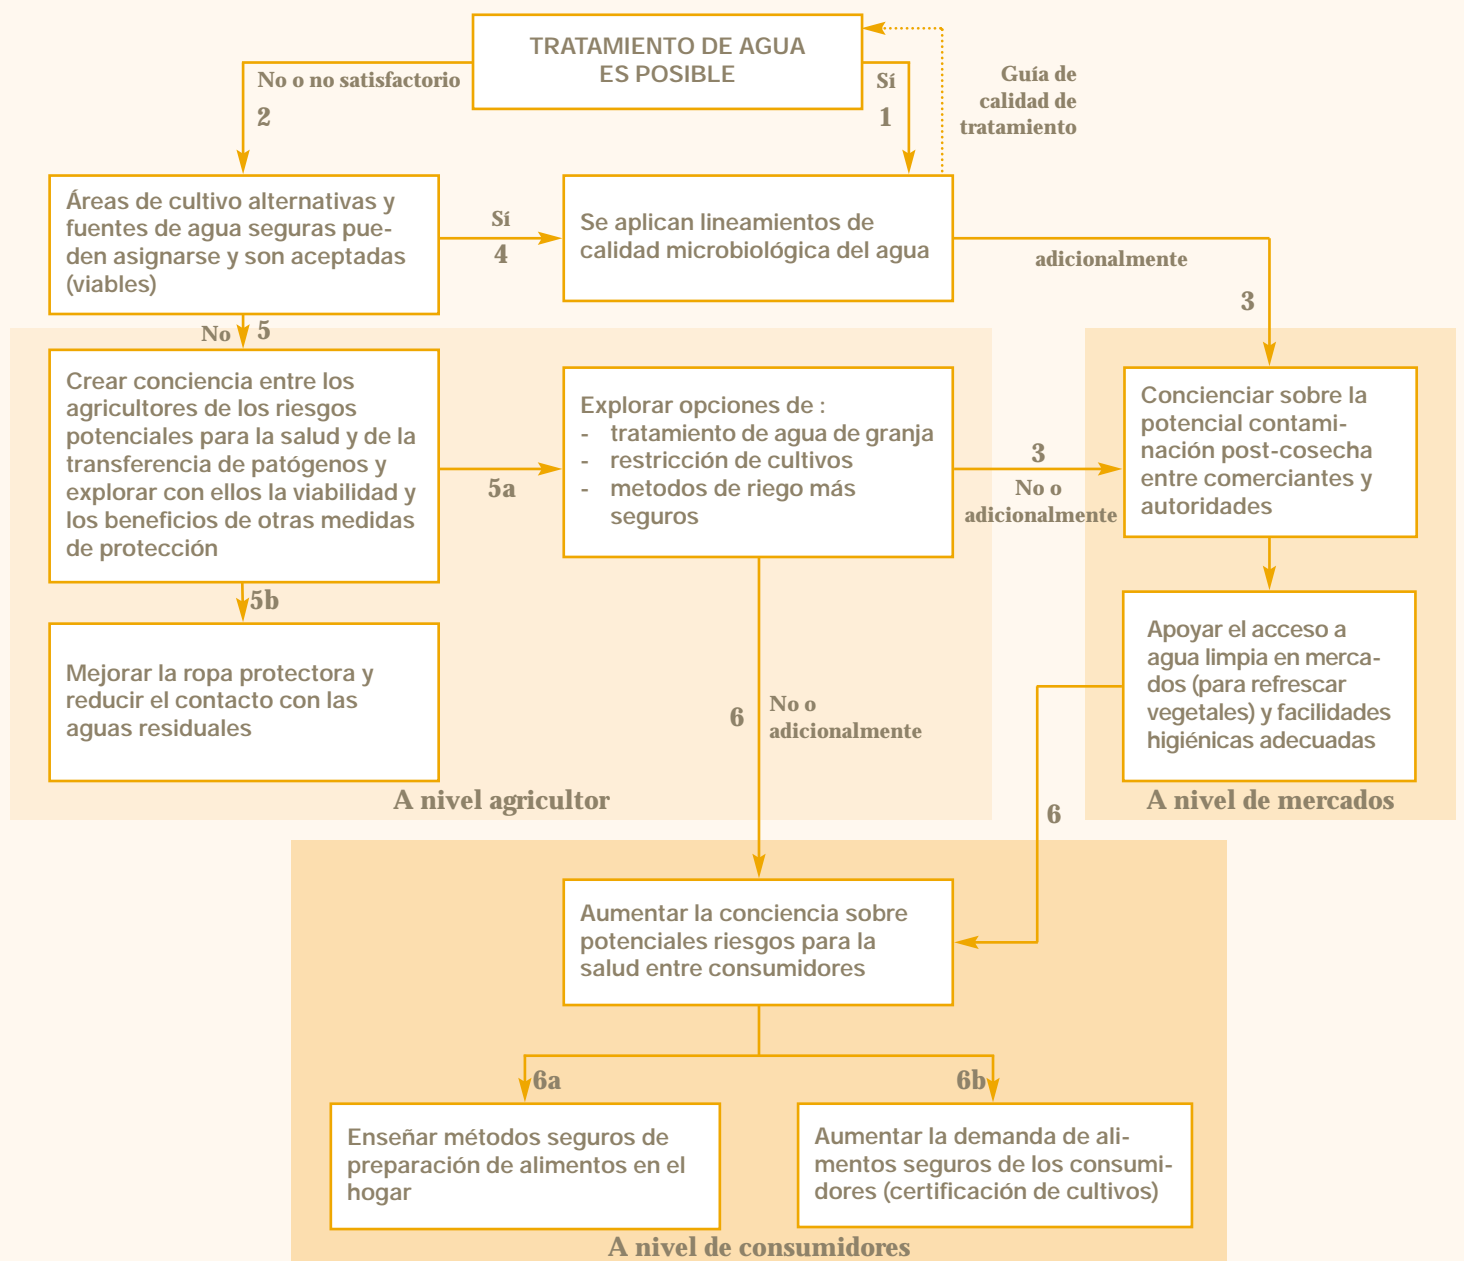 TRATAMIENTO DE AGUA
ES POSIBLE
No o no satisfactorio
2
Sí
1
Guía de
calidad de
tratamiento
Áreas de cultivo alternativas y
fuentes de agua seguras pue-
den asignarse y son aceptadas
(viables)
Sí
4
Se aplican lineamientos de
calidad microbiológica del agua
adicionalmente
3
No 5
Crear conciencia entre los
agricultores de los riesgos
potenciales para la salud y de la
transferencia de patógenos y
explorar con ellos la viabilidad y
los beneficios de otras medidas
de protección
5a
Explorar opciones de :
- tratamiento de agua de granja
- restricción de cultivos
- metodos de riego más
seguros
3
No o
adicionalmente
Concienciar sobre la
potencial contami-
nación post-cosecha
entre comerciantes y
autoridades
5b
Mejorar la ropa protectora y
reducir el contacto con las
aguas residuales
6
No o
adicionalmente
Apoyar el acceso a
agua limpia en merca-
dos (para refrescar
vegetales) y facilidades
higiénicas adecuadas
A nivel agricultor
A nivel de mercados
6
Aumentar la conciencia sobre
potenciales riesgos para la
salud entre consumidores
6a
6b
Enseñar métodos seguros de
preparación de alimentos en el
hogar
Aumentar la demanda de ali-
mentos seguros de los consumi-
dores (certificación de cultivos)
A nivel de consumidores